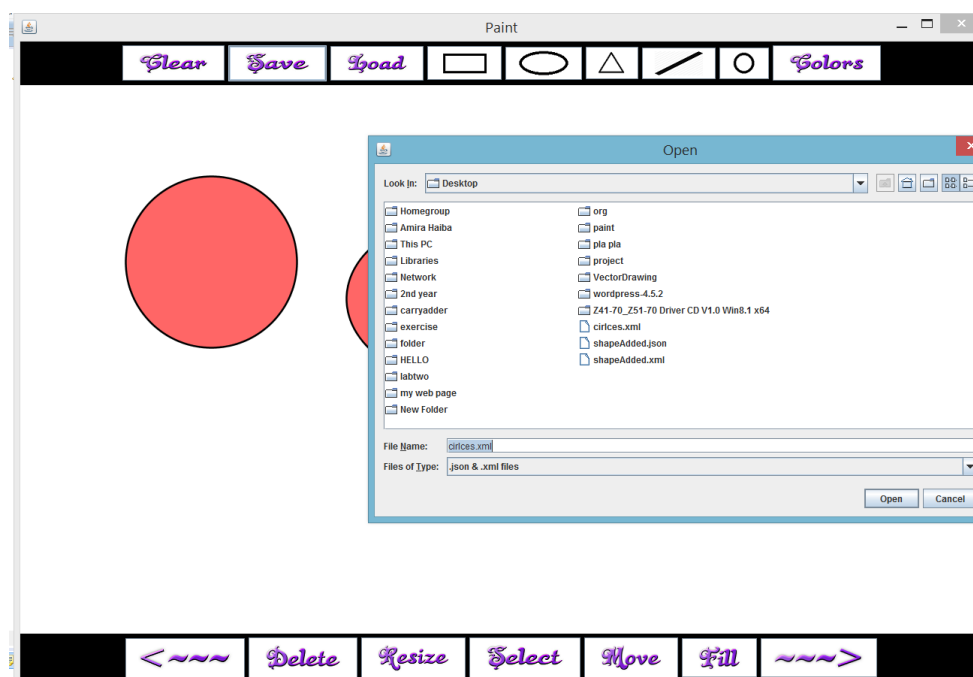 Paint
Clear Save Load Colors
Open
Look In: Desktop
Homegroup
Amira Haiba
This PC
Libraries
Network
2nd year
carryadder
exercise
folder
HELLO
labtwo
my web page
New Folder
org
paint
pla pla
project
VectorDrawing
wordpress-4.5.2
Z41-70_Z51-70 Driver CD V1.0 Win8.1 x64
cirlces.xml
shapeAdded.json
shapeAdded.xml
File Name: cirlces.xml
Files of Type: .json & .xml files
Open Cancel
<~~~ Delete Resize Select Move Fill ~~~>